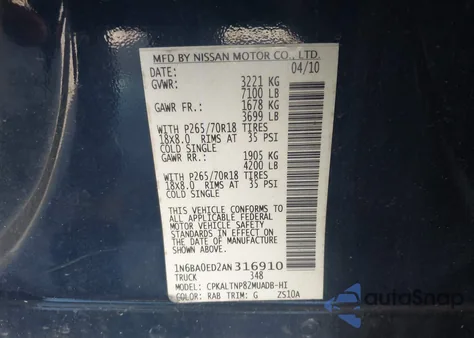 MFD BY NISSAN MOTOR CO., LTD.
DATE: 04/10
GVWR: 3221 KG
7100 LB
GAWR FR.: 1678 KG
3699 LB
WITH P265/70R18 TIRES
18X8.0 RIMS AT 35 PSI
COLD SINGLE
GAWR RR.: 1905 KG
4200 LB
WITH P265/70R18 TIRES
18X8.0 RIMS AT 35 PSI
COLD SINGLE
THIS VEHICLE CONFORMS TO ALL
APPLICABLE FEDERAL MOTOR
VEHICLE SAFETY STANDARDS IN
EFFECT ON THE DATE OF
MANUFACTURE SHOWN ABOVE.
1N6BA0ED2AN316910
TRUCK 348
MODEL: CPKALTNP82MUADB-HI
COLOR: RAB TRIM: G ZS10A
AutoSnap